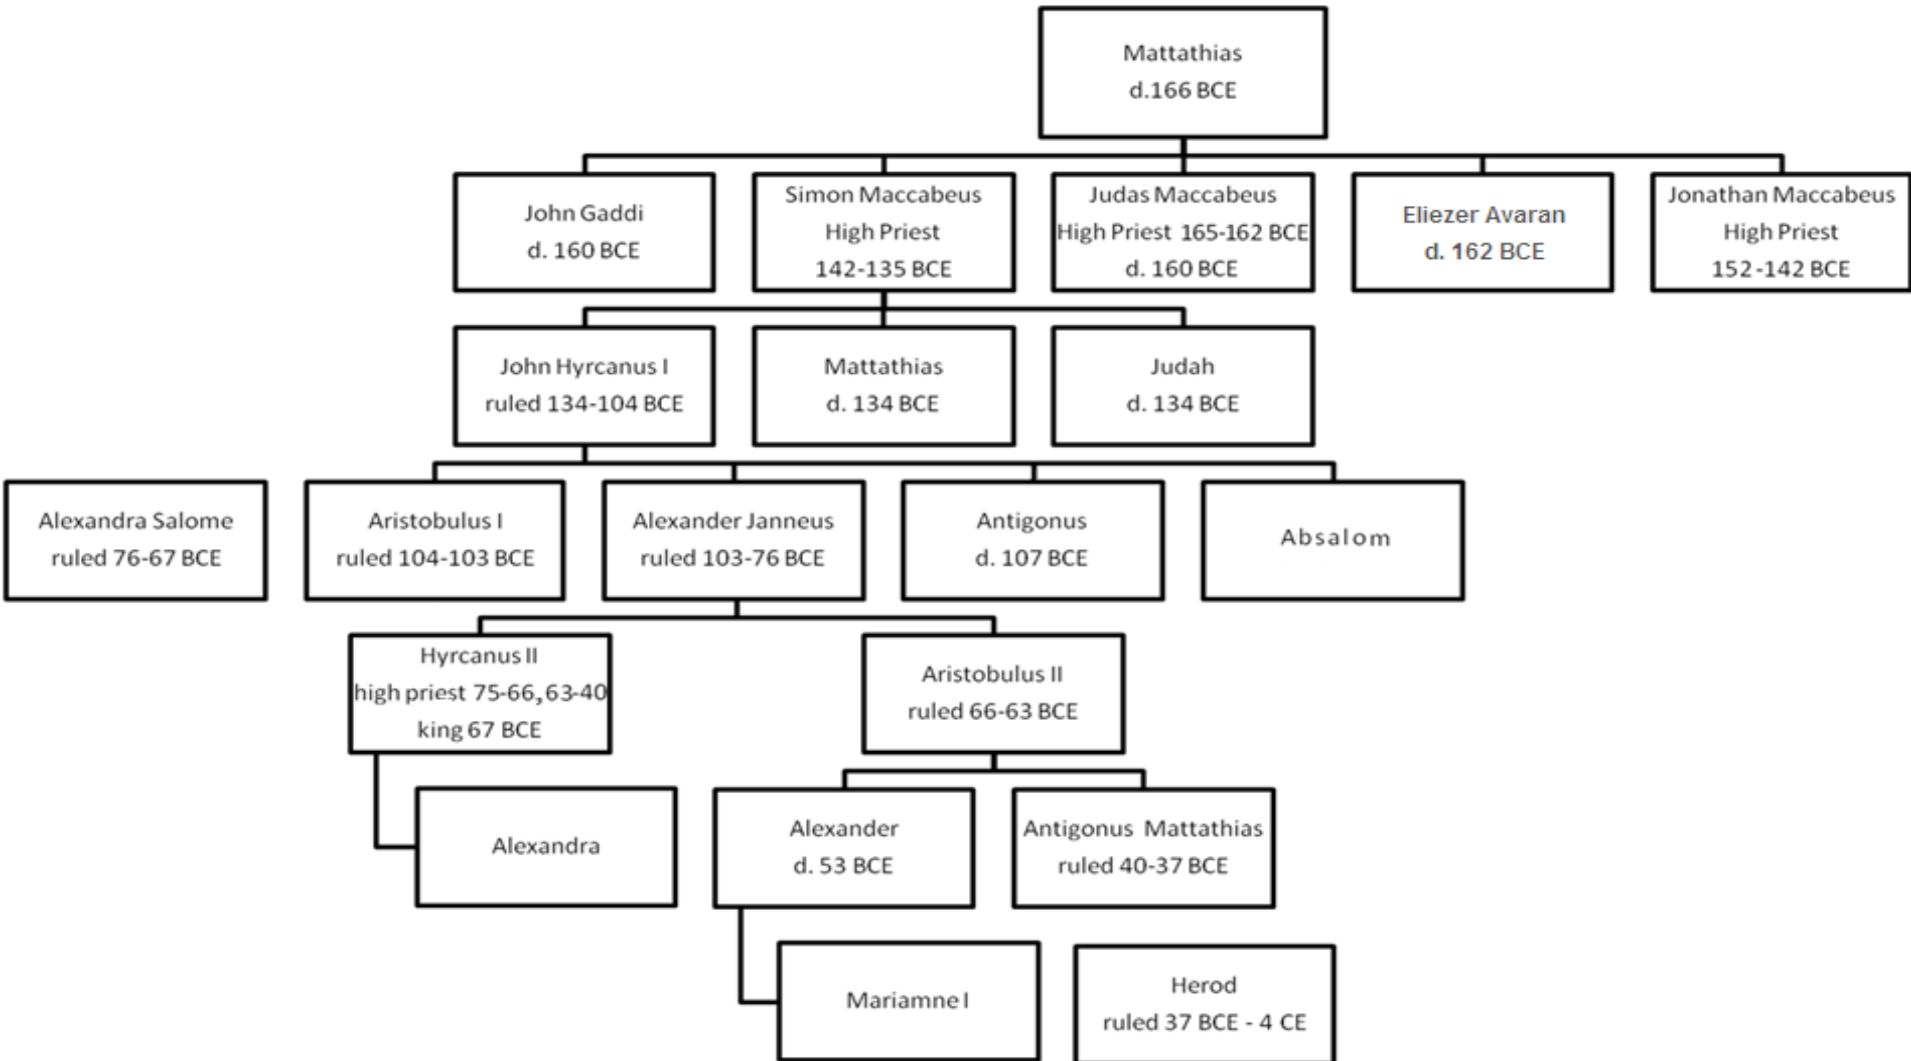 Mattathias
d.166 BCE
John Gaddi
d. 160 BCE
Simon Maccabeus
High Priest
142-135 BCE
Judas Maccabeus
High Priest 165-162 BCE
d. 160 BCE
Eliezer Avaran
d. 162 BCE
Jonathan Maccabeus
High Priest
152 -142 BCE
John Hyrcanus I
ruled 134-104 BCE
Mattathias
d. 134 BCE
Judah
d. 134 BCE
Alexandra Salome
ruled 76-67 BCE
Aristobulus I
ruled 104-103 BCE
Alexander Janneus
ruled 103-76 BCE
Antigonus
d. 107 BCE
Absalom
Hyrcanus II
high priest 75-66, 63-40
king 67 BCE
Aristobulus II
ruled 66-63 BCE
Alexandra
Alexander
d. 53 BCE
Antigonus Mattathias
ruled 40-37 BCE
Mariamne I
Herod
ruled 37 BCE - 4 CE